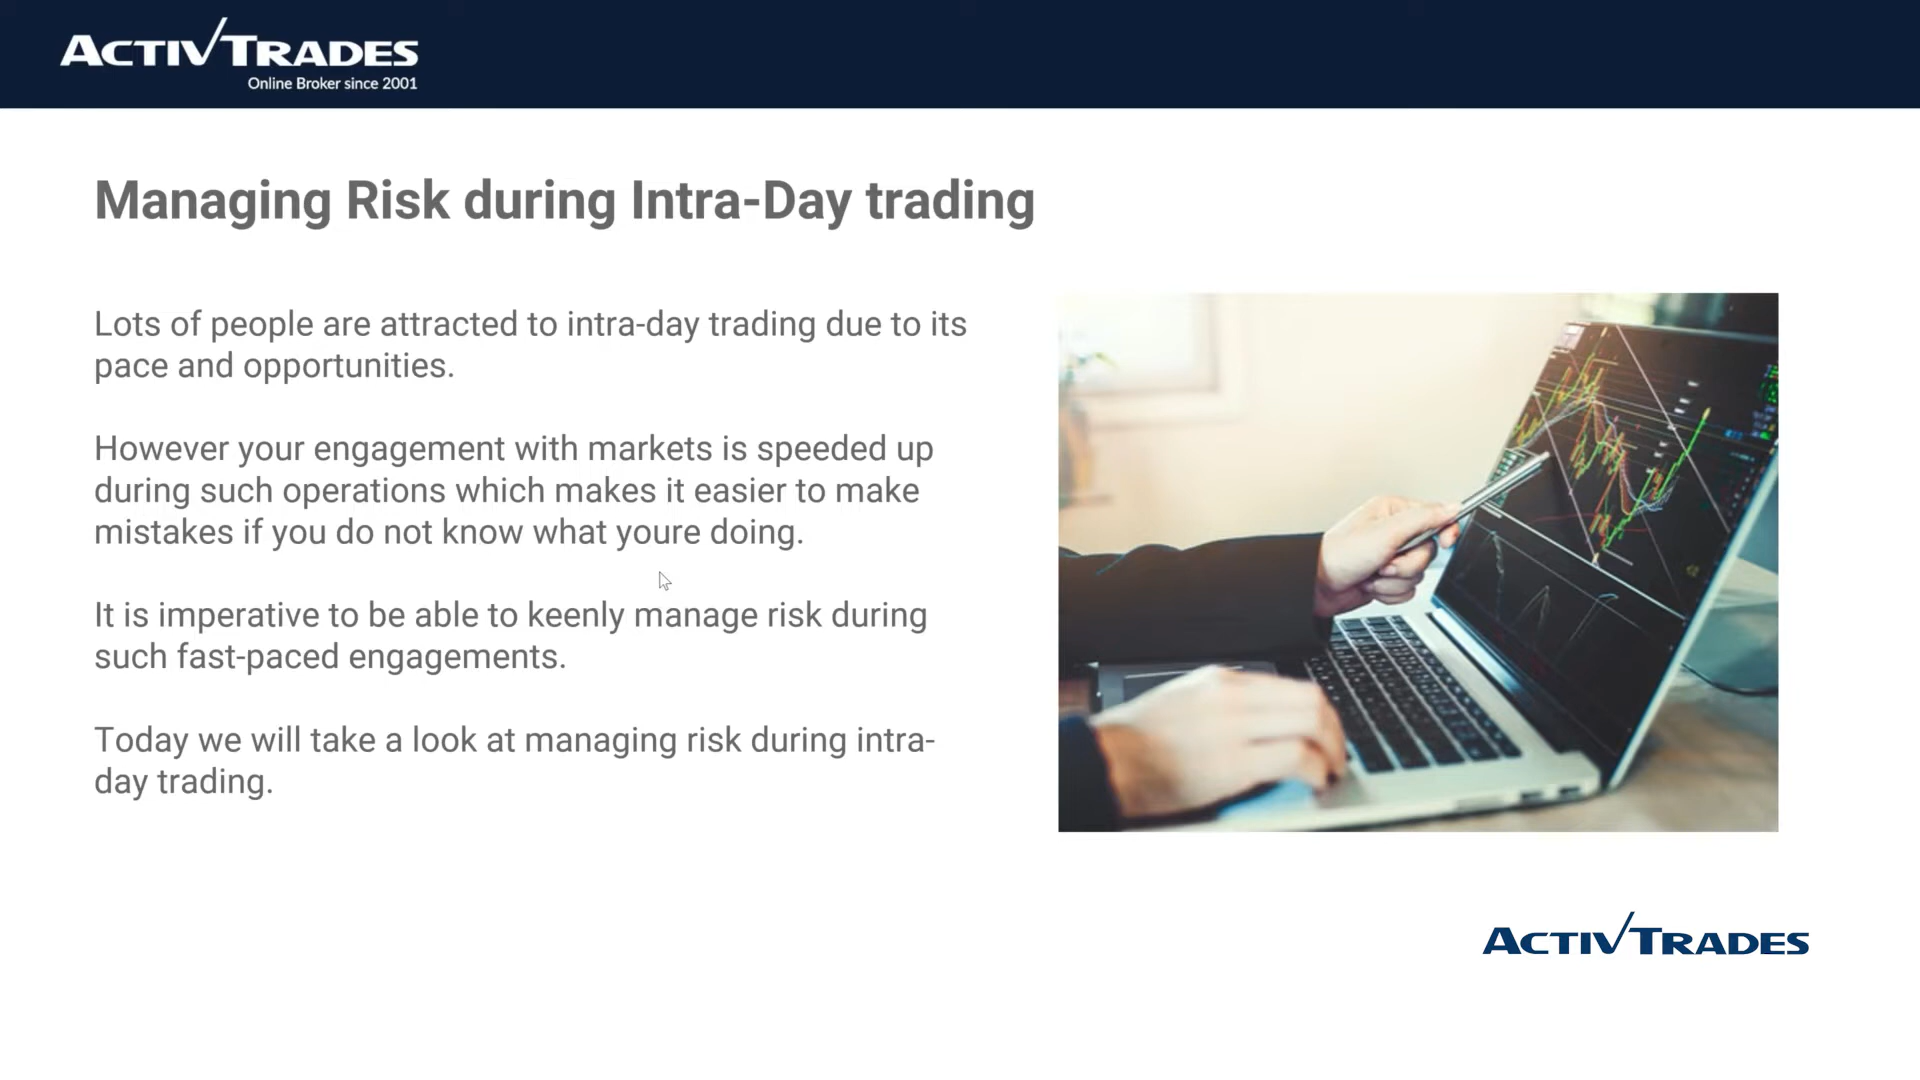 ACTIVTRADES
Online Broker since 2001
Managing Risk during Intra-Day trading
Lots of people are attracted to intra-day trading due to its
pace and opportunities.
However your engagement with markets is speeded up
during such operations which makes it easier to make
mistakes if you do not know what youre doing.
It is imperative to be able to keenly manage risk during
such fast-paced engagements.
Today we will take a look at managing risk during intra-
day trading.
ACTIVTRADES